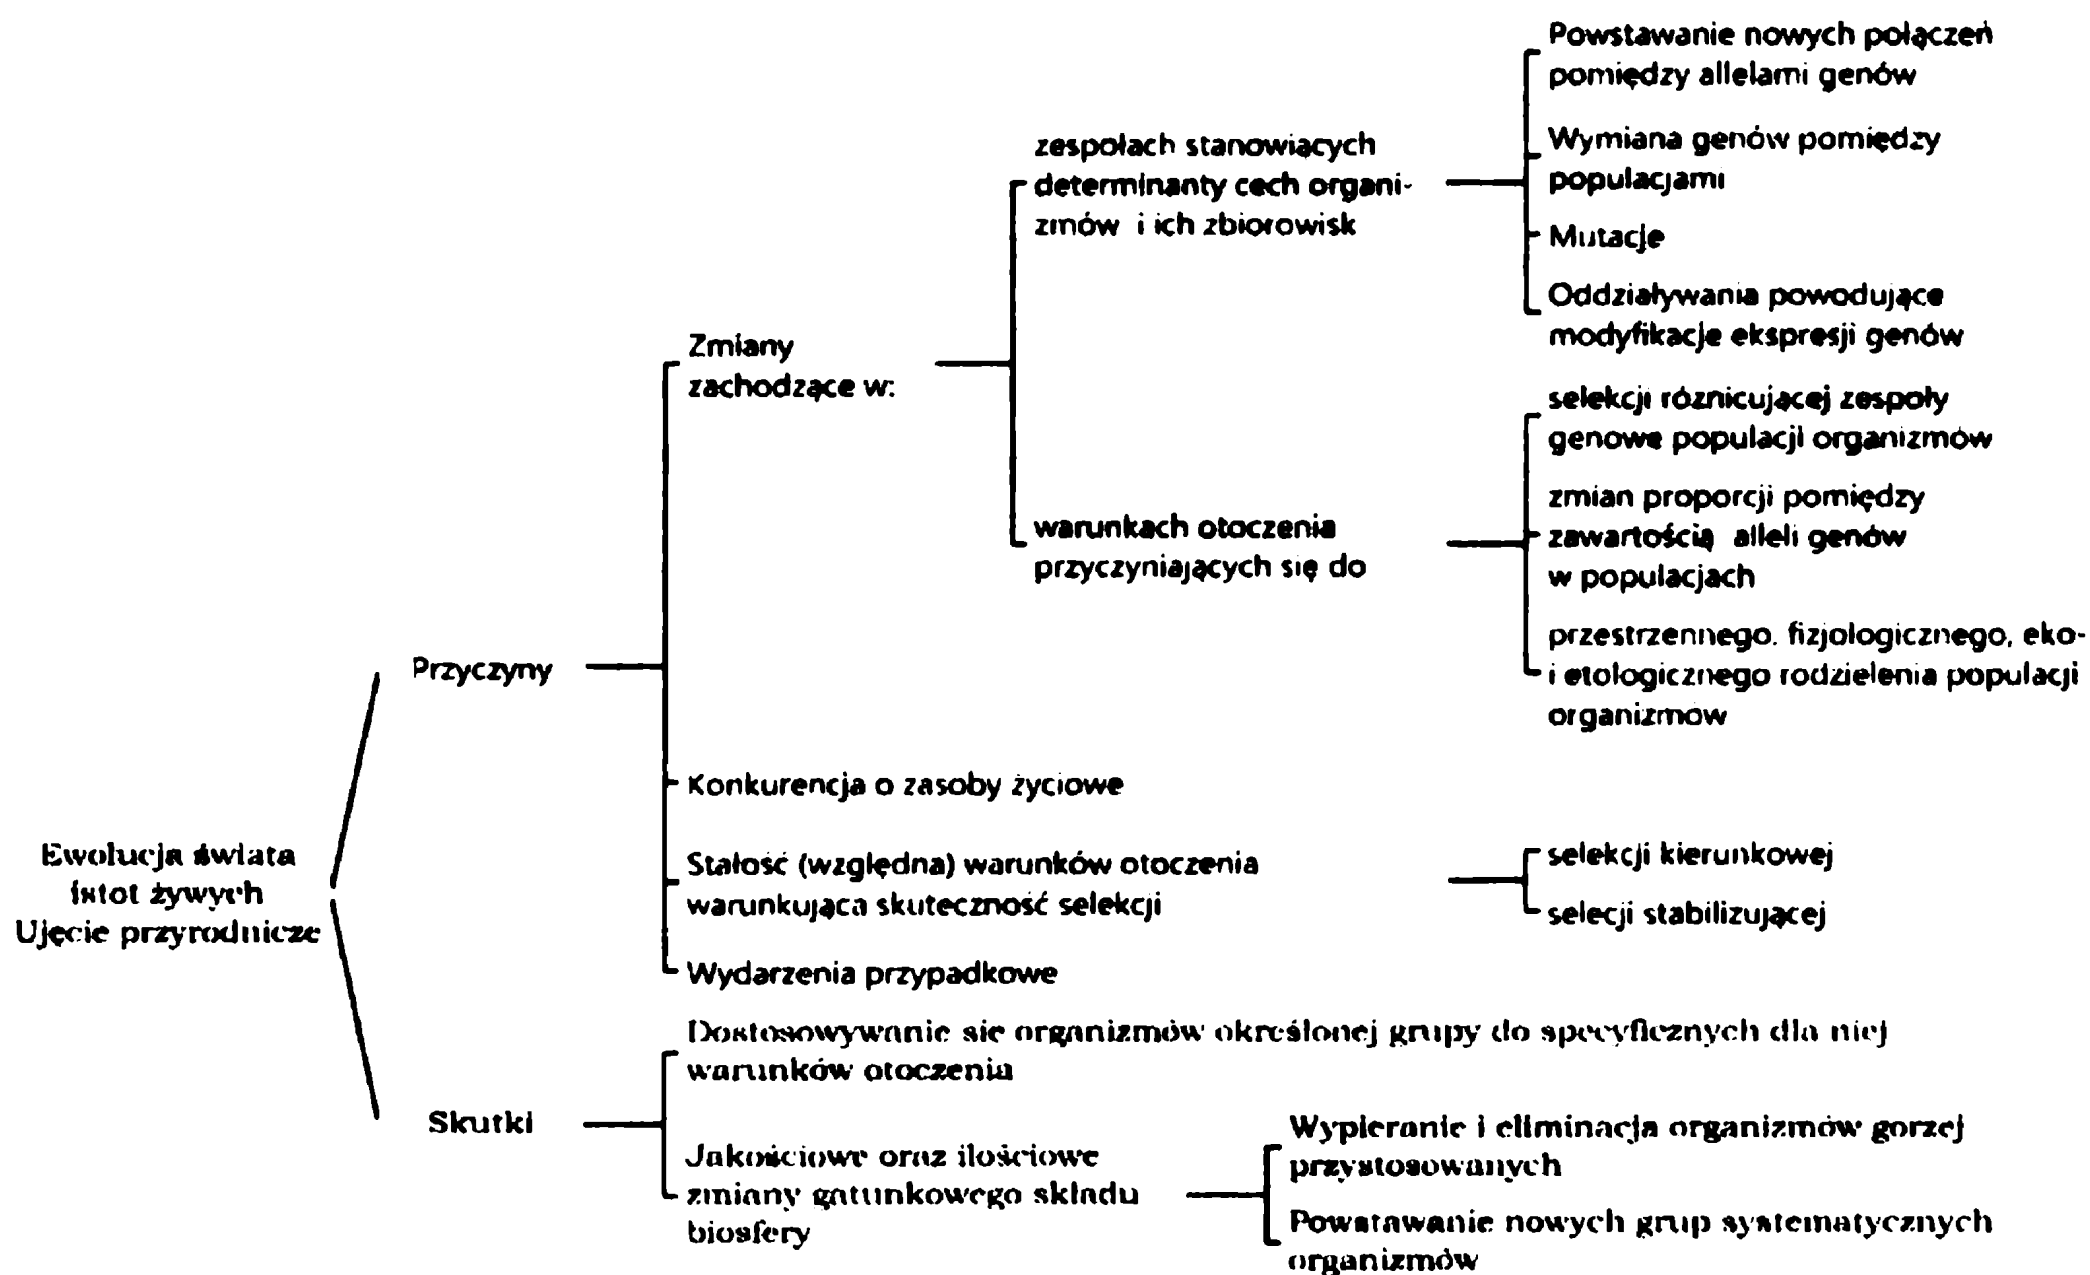 Powstawanie nowych połączeń
pomiędzy allelami genów
Wymiana genów pomiędzy
populacjami
Mutacje
Oddziaływania powodujące
modyfikacje ekspresji genów
zespołach stanowiących
determinanty cech organi-
zmów i ich zbiorowisk
Zmiany
zachodzące w:
selekcji róznicującej zespoły
genowe populacji organizmów
zmian proporcji pomiędzy
zawartością alleli genów
w populacjach
przestrzennego, fizjologicznego, eko-
i etologicznego rodzielenia populacji
organizmów
warunkach otoczenia
przyczyniających się do
Przyczyny
Konkurencja o zasoby życiowe
Stałość (względna) warunków otoczenia
warunkująca skuteczność selekcji
selekcji kierunkowej
selecji stabilizującej
Wydarzenia przypadkowe
Ewolucja świata
istot żywych
Ujęcie przyrodnicze
Skutki
Dostosowywanie sie organizmów określonej grupy do specyficznych dla niej
warunków otoczenia
Jakościowe oraz ilościowe
zmiany gatunkowego składu
biosfery
Wypieranie i eliminacja organizmów gorzej
przystosowanych
Powstawanie nowych grup systematycznych
organizmów